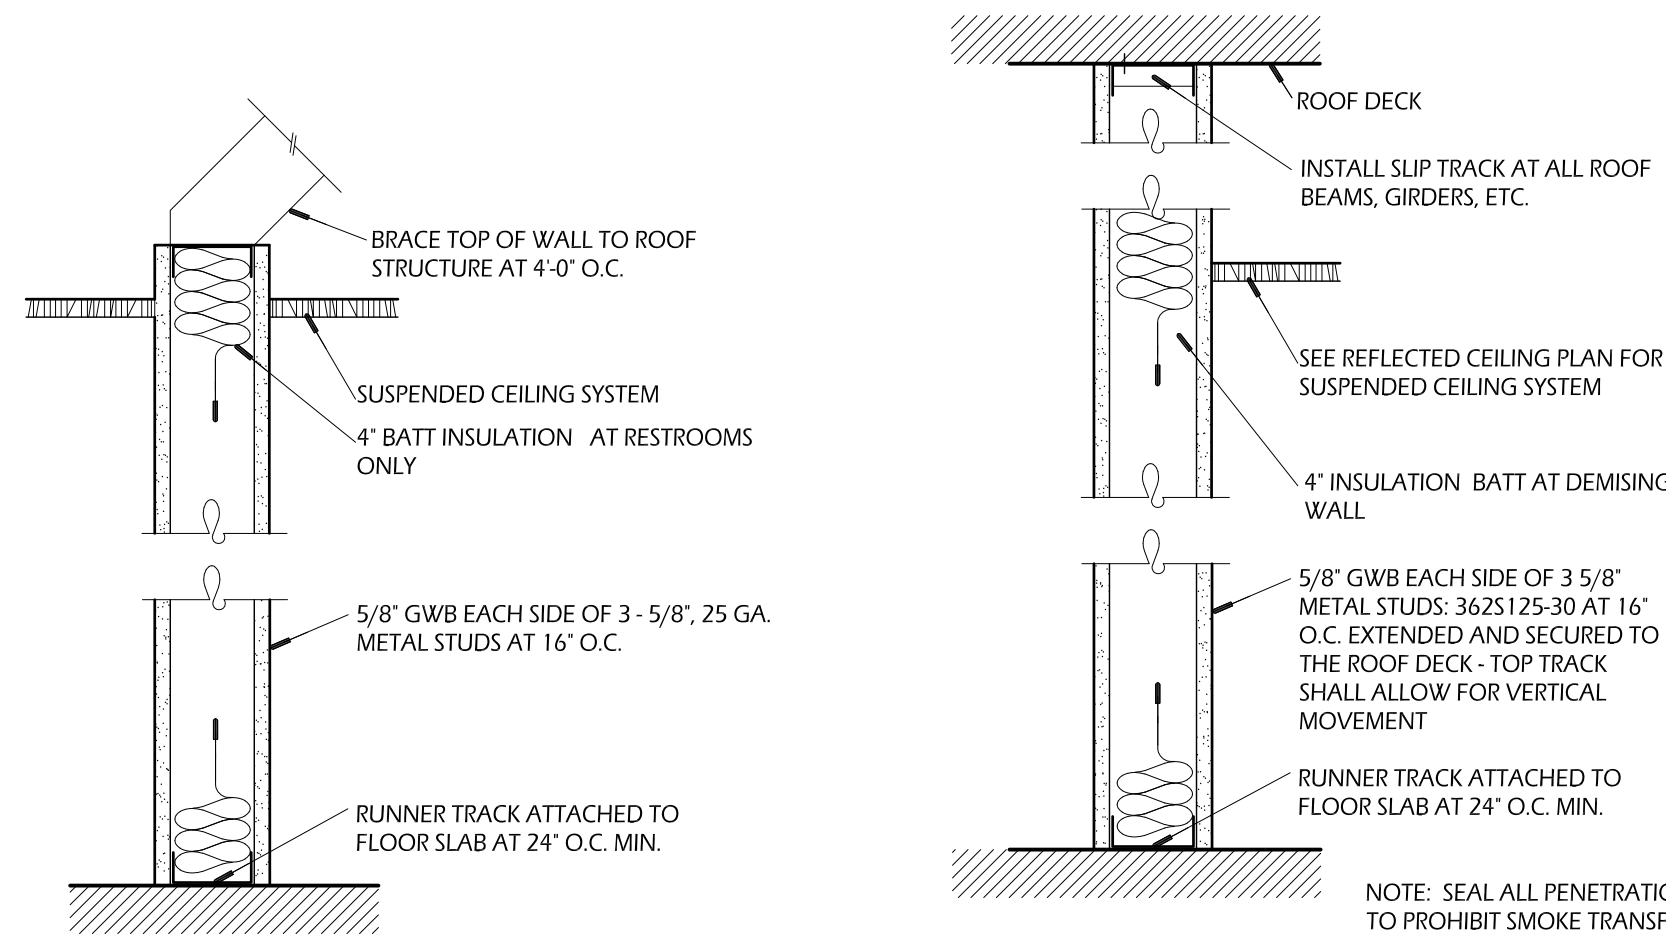 BRACE TOP OF WALL TO ROOF
STRUCTURE AT 4'-0" O.C.
SUSPENDED CEILING SYSTEM
4" BATT INSULATION AT RESTROOMS
ONLY
5/8" GWB EACH SIDE OF 3 - 5/8", 25 GA.
METAL STUDS AT 16" O.C.
RUNNER TRACK ATTACHED TO
FLOOR SLAB AT 24" O.C. MIN.
ROOF DECK
INSTALL SLIP TRACK AT ALL ROOF
BEAMS, GIRDERS, ETC.
SEE REFLECTED CEILING PLAN FOR
SUSPENDED CEILING SYSTEM
4" INSULATION BATT AT DEMISING
WALL
5/8" GWB EACH SIDE OF 3 5/8"
METAL STUDS: 362S125-30 AT 16"
O.C. EXTENDED AND SECURED TO
THE ROOF DECK - TOP TRACK
SHALL ALLOW FOR VERTICAL
MOVEMENT
RUNNER TRACK ATTACHED TO
FLOOR SLAB AT 24" O.C. MIN.
NOTE: SEAL ALL
TO PROHIBIT SMOKE